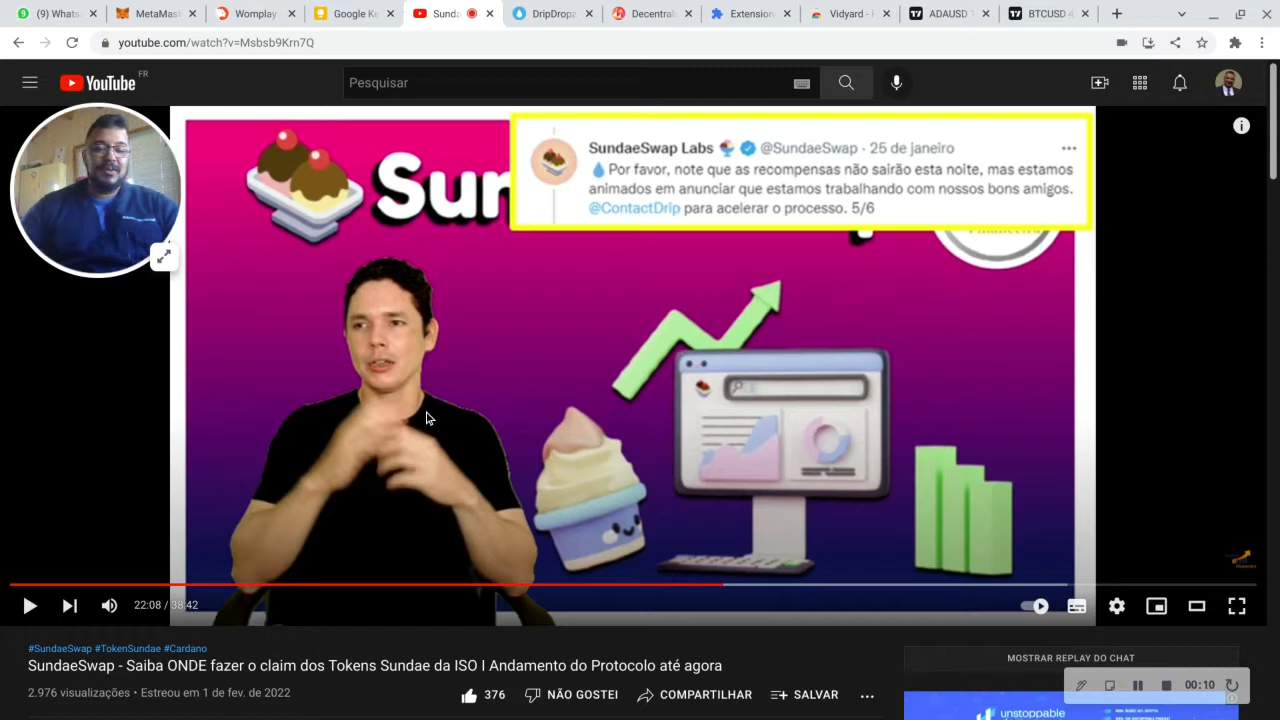 (9) Whats
MetaMas
Womplay
Google Ke
Sunda
DripDropz
Decentral
Extension
Vidyard - 
ADAUSD
BTCUSD 4
youtube.com/watch?v=Msbsb9Krn7Q
YouTube FR
Pesquisar
Sun
SundaeSwap Labs @SundaeSwap · 25 de janeiro
Por favor, note que as recompensas não sairão esta noite, mas estamos
animados em anunciar que estamos trabalhando com nossos bons amigos.
@ContactDrip para acelerar o processo. 5/6
22:08 / 38:42
#SundaeSwap #TokenSundae #Cardano
SundaeSwap - Saiba ONDE fazer o claim dos Tokens Sundae da ISO I Andamento do Protocolo até agora
2.976 visualizações • Estreou em 1 de fev. de 2022
376
NÃO GOSTEI
COMPARTILHAR
SALVAR
MOSTRAR REPLAY DO CHAT
00:10
unstoppable